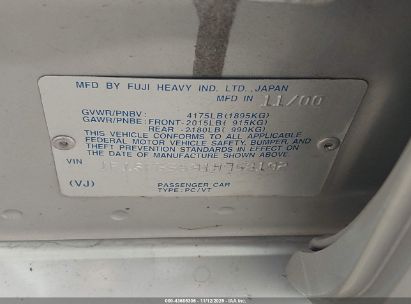 MFD BY FUJI HEAVY IND. LTD., JAPAN
MFD IN 11/00
GVWR/PNBV: 4175LB(1895KG)
GAWR/PNBE: FRONT-2015LB( 915KG)
REAR -2180LB( 990KG)
THIS VEHICLE CONFORMS TO ALL APPLICABLE
FEDERAL MOTOR VEHICLE SAFETY, BUMPER, AND
THEFT PREVENTION STANDARDS IN EFFECT ON
THE DATE OF MANUFACTURE SHOWN ABOVE.
VIN
(VJ) PASSENGER CAR
TYPE: PC/VT